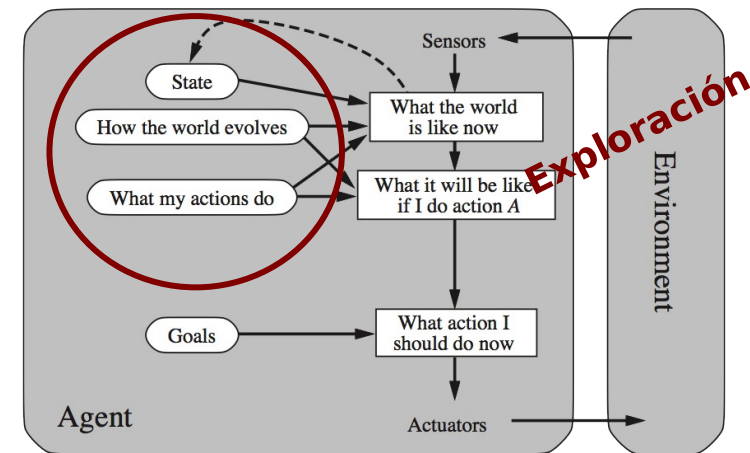 Sensors
State
What the world
is like now
How the world evolves
What my actions do
What it will be like
if I do action A
Exploración
Environment
Goals
What action I
should do now
Agent
Actuators